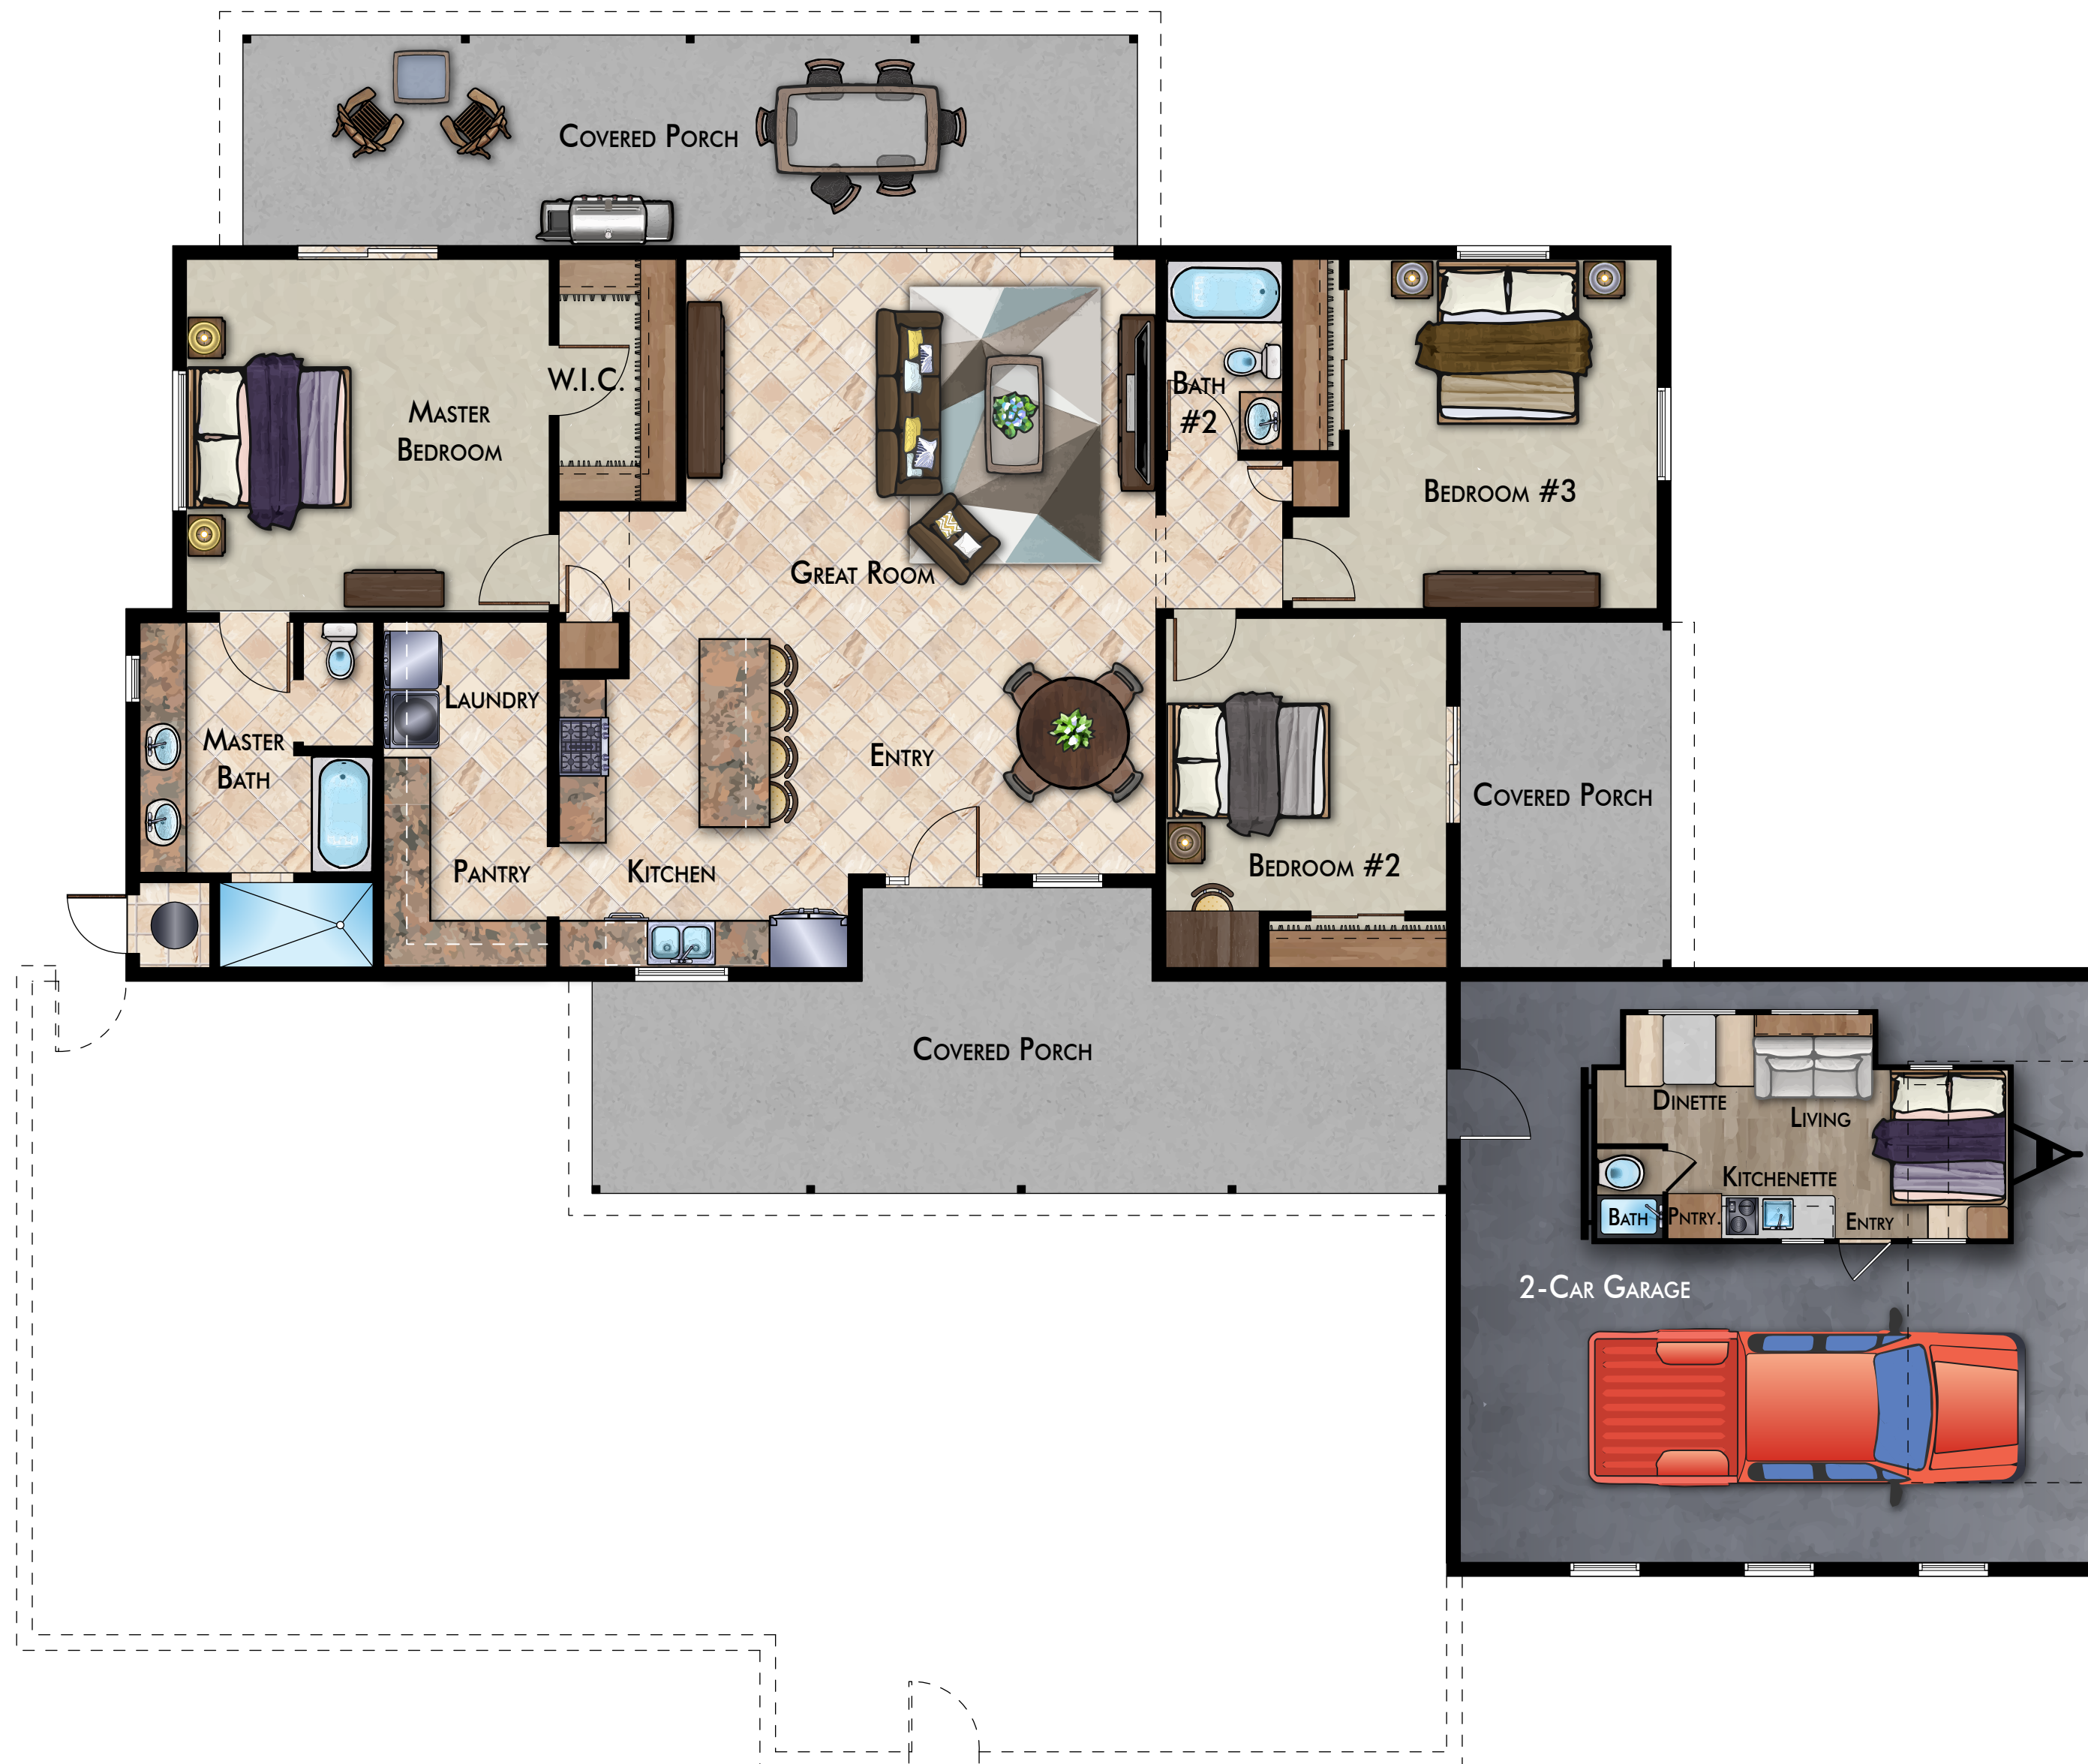 Covered Porch
W.I.C.
Master
Bedroom
Bath
#2
Bedroom #3
Great Room
Laundry
Master
Bath
Entry
Covered Porch
Pantry
Kitchen
Bedroom #2
Covered Porch
Dinette
Living
Kitchenette
Bath
Pntry.
Entry
2-Car Garage